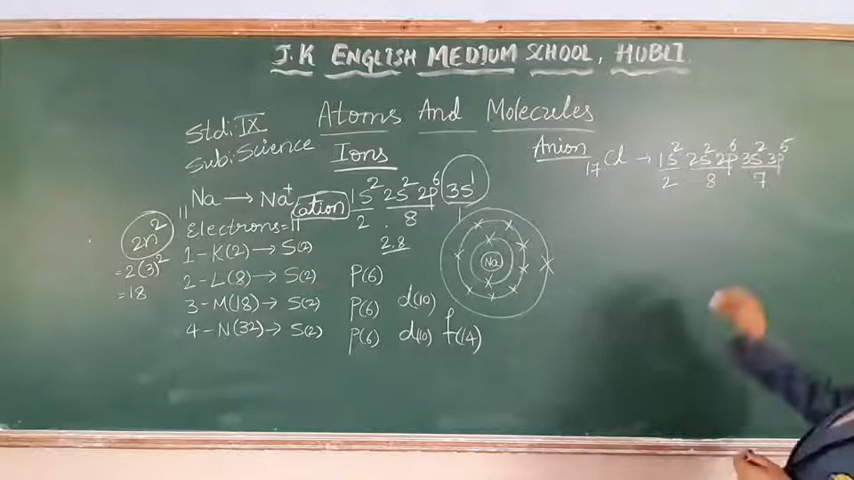 J.K ENGLISH MEDIUM SCHOOL, HUBLI
Std: IX
Atoms And Molecules
Sub: Science
Ions
Na → Na⁺
Cation
1s² 2s² 2p⁶ 3s¹
2 8 1
2.8
11
Electrons=11
2n²
=2(3)²
=18
1-K(2)→ S(2)
2-L(8)→ S(2) P(6)
3-M(18)→ S(2) P(6) d(10)
4-N(32)→ S(2) P(6) d(10) f(14)
Na
Anion
₁₇Cl → 1s² 2s² 2p⁶ 3s² 3p⁵
2 8 7